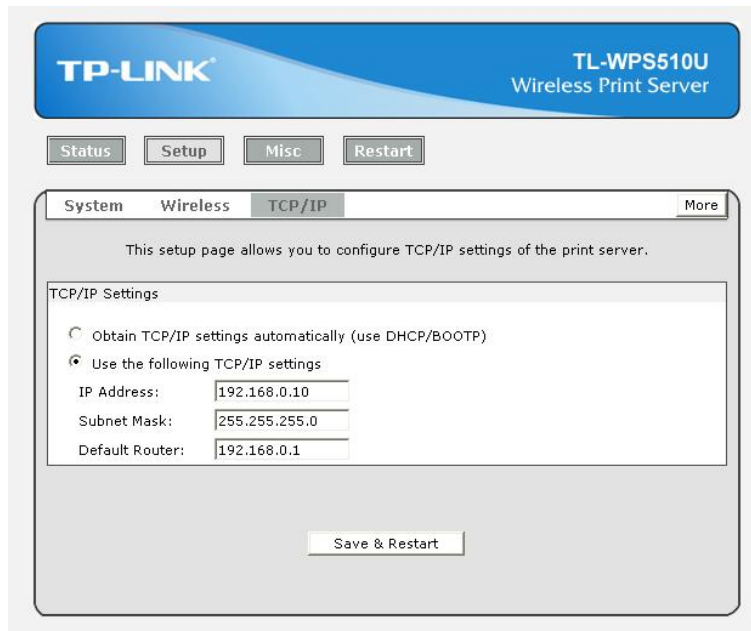 TP-LINK®
TL-WPS510U
Wireless Print Server
Status Setup Misc Restart
System Wireless TCP/IP More
This setup page allows you to configure TCP/IP settings of the print server.
TCP/IP Settings
Obtain TCP/IP settings automatically (use DHCP/BOOTP)
Use the following TCP/IP settings
IP Address: 192.168.0.10
Subnet Mask: 255.255.255.0
Default Router: 192.168.0.1
Save & Restart